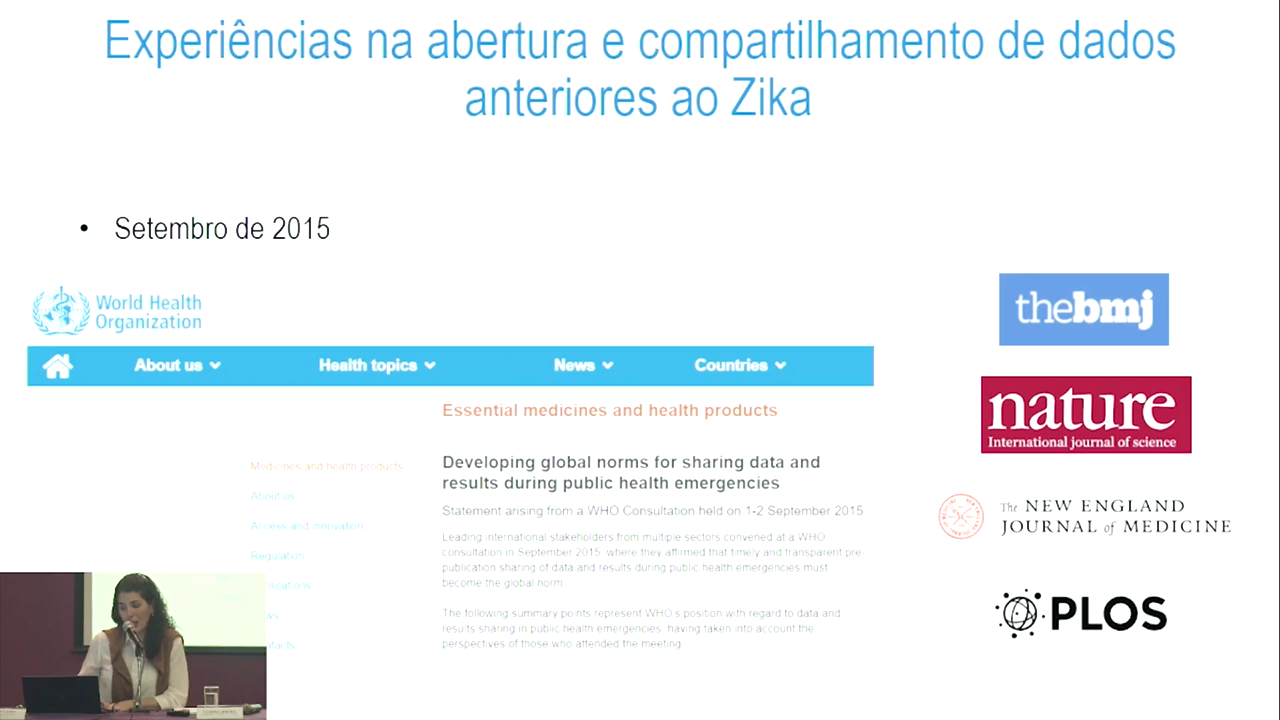 Experiências na abertura e compartilhamento de dados
anteriores ao Zika
• Setembro de 2015
World Health
Organization
About us
Health topics
News
Countries
Essential medicines and health products
Medicines and health products
About us
Access and innovation
Regulation
Developing global norms for sharing data and
results during public health emergencies
Statement arising from a WHO Consultation held on 1-2 September 2015
Leading international stakeholders from multiple sectors convened at a WHO
consultation in September 2015, where they affirmed that timely and transparent pre-
publication sharing of data and results during public health emergencies must
become the global norm.
The following summary points represent WHO's position with regard to data and
results sharing in public health emergencies, having taken into account the
perspectives of those who attended the meeting.
thebmj
nature
International journal of science
The NEW ENGLAND
JOURNAL of MEDICINE
PLOS